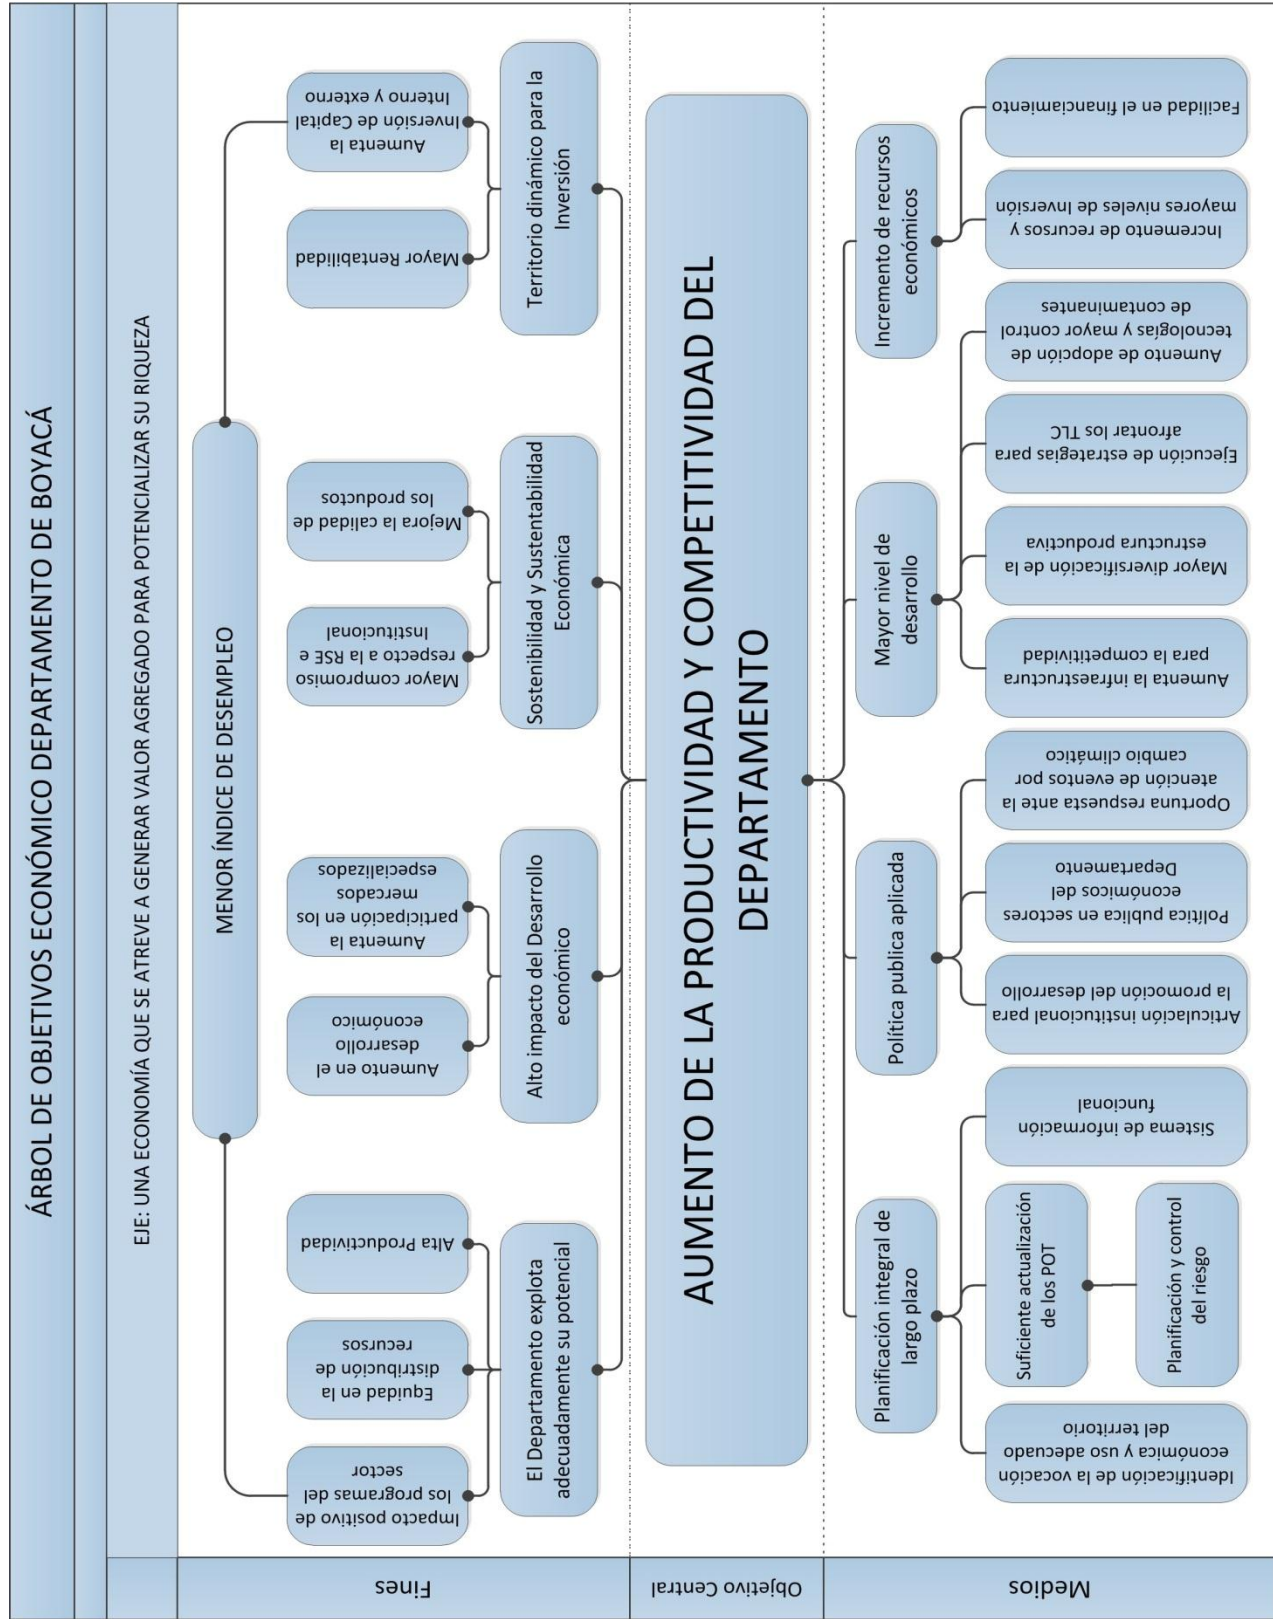 ÁRBOL DE OBJETIVOS ECONÓMICO DEPARTAMENTO DE BOYACÁ
EJE: UNA ECONOMÍA QUE SE ATREVE A GENERAR VALOR AGREGADO PARA POTENCIALIZAR SU RIQUEZA
Fines
MENOR ÍNDICE DE DESEMPLEO
Impacto positivo de
los programas del
sector
Equidad en la
distribución de
recursos
Alta Productividad
Aumento en el
desarrollo
económico
Aumenta la
participación en los
mercados
especializados
Mayor compromiso
respecto a la RSE e
Institucional
Mejora la calidad de
los productos
Mayor Rentabilidad
Aumenta la
Inversión de Capital
Interno y externo
El Departamento explota
adecuadamente su potencial
Alto impacto del Desarrollo
económico
Sostenibilidad y Sustentabilidad
Económica
Territorio dinámico para la
Inversión
Objetivo Central
AUMENTO DE LA PRODUCTIVIDAD Y COMPETITIVIDAD DEL
DEPARTAMENTO
Medios
Planificación integral de
largo plazo
Política publica aplicada
Mayor nivel de
desarrollo
Incremento de recursos
económicos
Identificación de la vocación
económica y uso adecuado
del territorio
Suficiente actualización
de los POT
Sistema de información
funcional
Articulación institucional para
la promoción del desarrollo
Política publica en sectores
económicos del
Departamento
Oportuna respuesta ante la
atención de eventos por
cambio climático
Aumenta la infraestructura
para la competitividad
Mayor diversificación de la
estructura productiva
Ejecución de estrategias para
afrontar los TLC
Aumento de adopción de
tecnologías y mayor control
de contaminantes
Incremento de recursos y
mayores niveles de Inversión
Facilidad en el financiamiento
Planificación y control
del riesgo